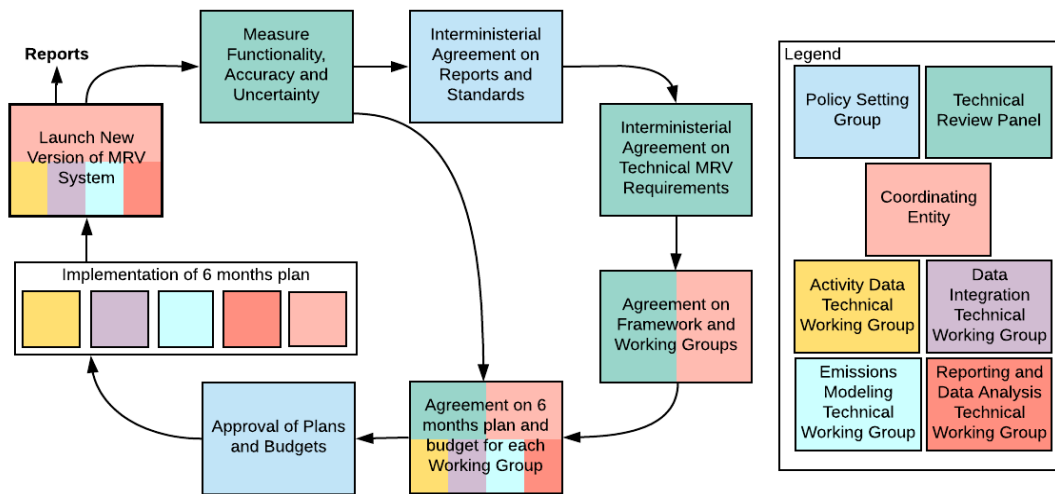 Reports
Measure
Functionality,
Accuracy and
Uncertainty
Interministerial
Agreement on
Reports and
Standards
Launch New
Version of MRV
System
Interministerial
Agreement on
Technical MRV
Requirements
Implementation of 6 months plan
Agreement on
Framework and
Working Groups
Approval of Plans
and Budgets
Agreement on 6
months plan and
budget for each
Working Group
Legend
Policy Setting
Group
Technical
Review Panel
Coordinating
Entity
Activity Data
Technical
Working Group
Data
Integration
Technical
Working Group
Emissions
Modeling
Technical
Working Group
Reporting and
Data Analysis
Technical
Working Group